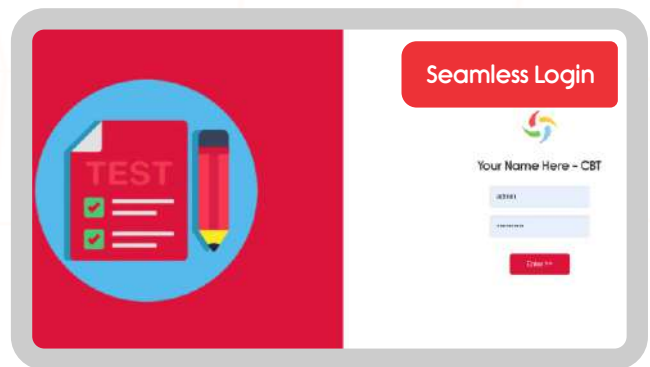 TEST
Seamless Login
Your Name Here - CBT
admin
Enter >>